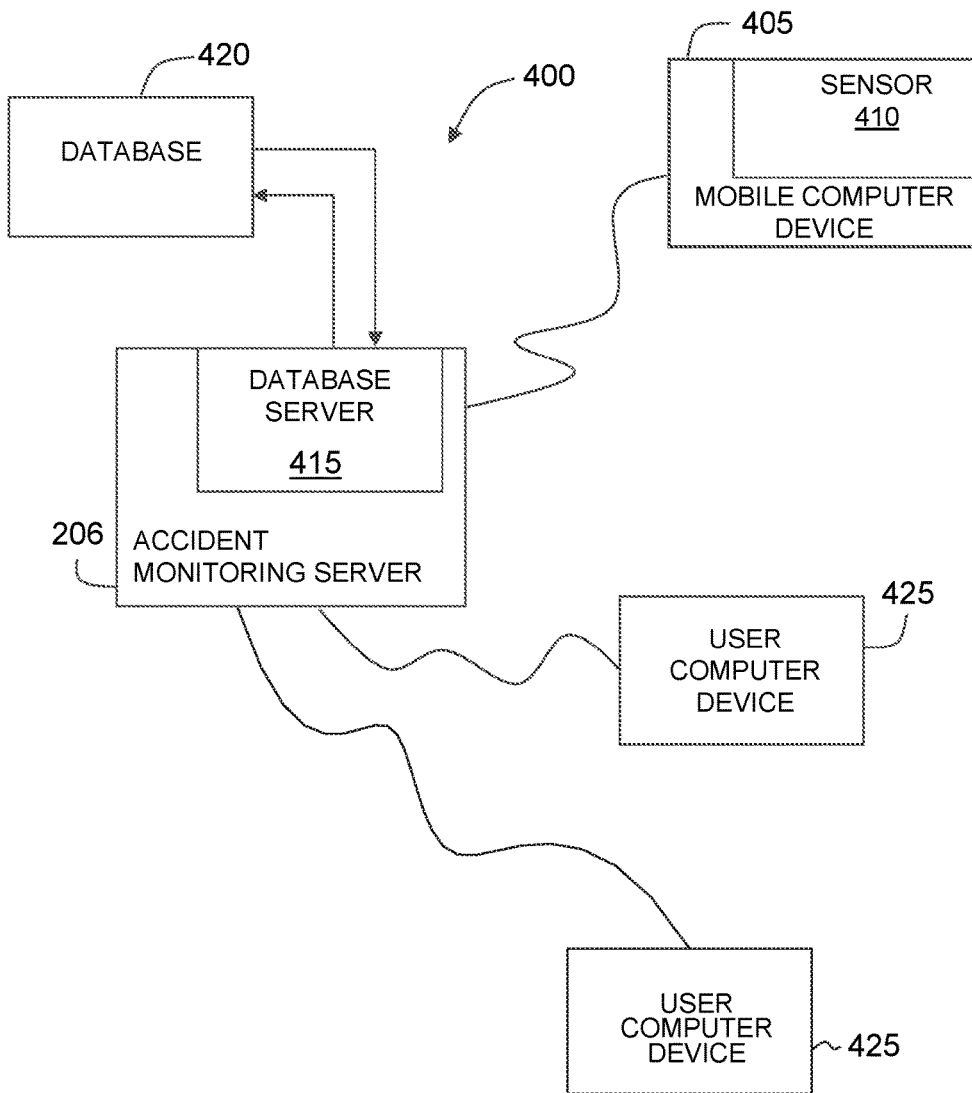 405
420
400
SENSOR
410
DATABASE
MOBILE COMPUTER
DEVICE
DATABASE
SERVER
415
206
ACCIDENT
MONITORING SERVER
425
USER
COMPUTER
DEVICE
USER
COMPUTER
DEVICE
425